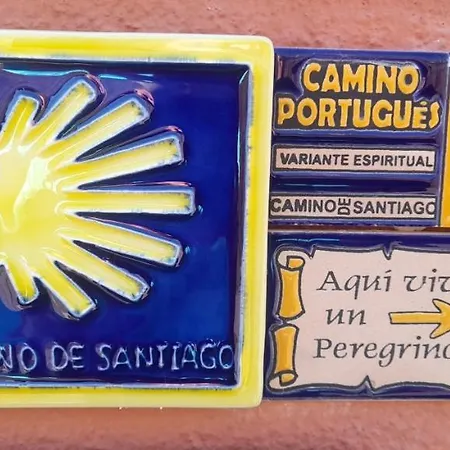 NO DE SANTIAGO
CAMINO
PORTUGUÉS
VARIANTE ESPIRITUAL
CAMINO DE SANTIAGO
Aquí viv
un
Peregrino